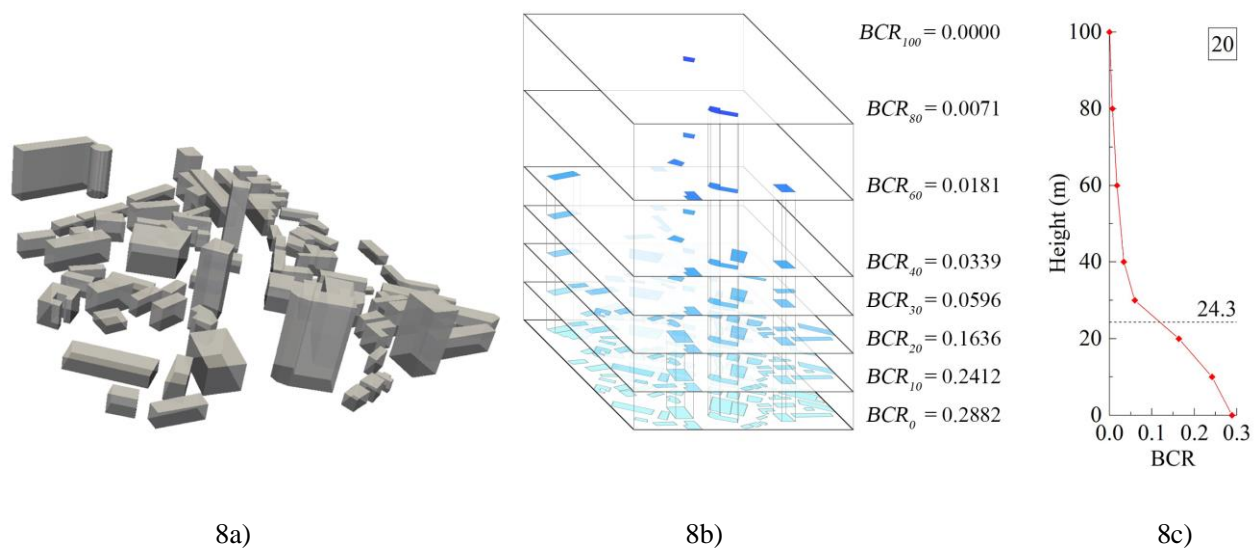 BCR100 = 0.0000
BCR80 = 0.0071
BCR60 = 0.0181
BCR40 = 0.0339
BCR30 = 0.0596
BCR20 = 0.1636
BCR10 = 0.2412
BCR0 = 0.2882
100
80
60
40
20
0
Height (m)
20
24.3
0.0 0.1 0.2 0.3
BCR
8a) 8b) 8c)